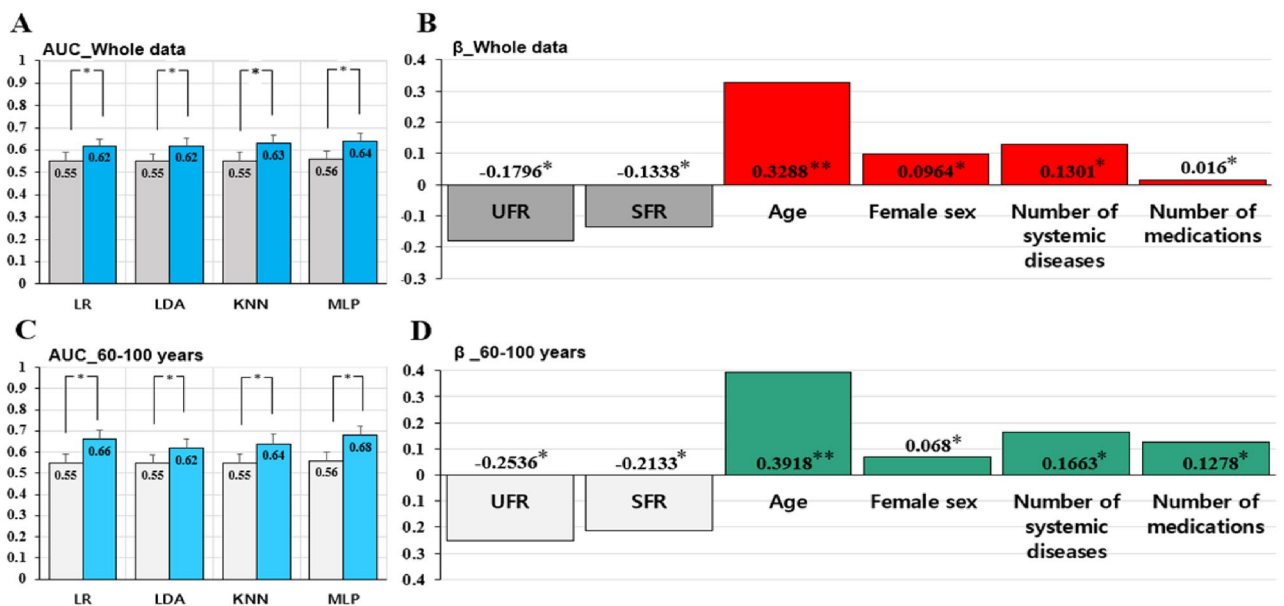 A
AUC_Whole data
1
0.9
0.8
0.7
0.6
0.5
0.4
0.3
0.2
0.1
0
* * * *
0.55 0.62 0.55 0.62 0.55 0.63 0.56 0.64
LR LDA KNN MLP
B
β_Whole data
0.4
0.3
0.2
0.1
0
-0.1
-0.2
-0.3
-0.1796* -0.1338* 0.3288** 0.0964* 0.1301* 0.016*
UFR SFR Age Female sex Number of systemic diseases Number of medications
C
AUC_60-100 years
1
0.9
0.8
0.7
0.6
0.5
0.4
0.3
0.2
0.1
0
* * * *
0.55 0.66 0.55 0.62 0.55 0.64 0.56 0.68
LR LDA KNN MLP
D
β _60-100 years
0.4
0.3
0.2
0.1
0
0.1
0.2
0.3
0.4
-0.2536* -0.2133* 0.3918** 0.068* 0.1663* 0.1278*
UFR SFR Age Female sex Number of systemic diseases Number of medications